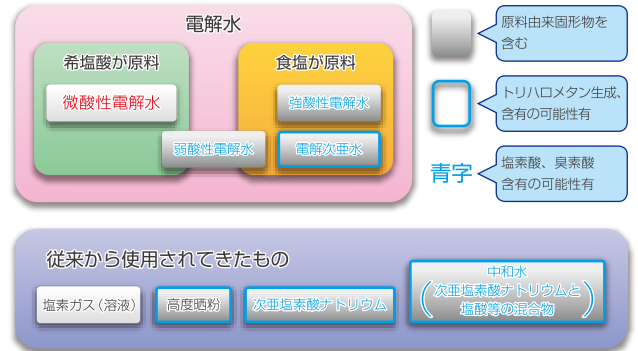 電解水
希塩酸が原料
食塩が原料
微酸性電解水
強酸性電解水
弱酸性電解水
電解次亜水
原料由来固形物を
含む
トリハロメタン生成、
含有の可能性有
青字
塩素酸、臭素酸
含有の可能性有
従来から使用されてきたもの
塩素ガス(溶液)
高度晒粉
次亜塩素酸ナトリウム
中和水
(次亜塩素酸ナトリウムと
塩酸等の混合物)